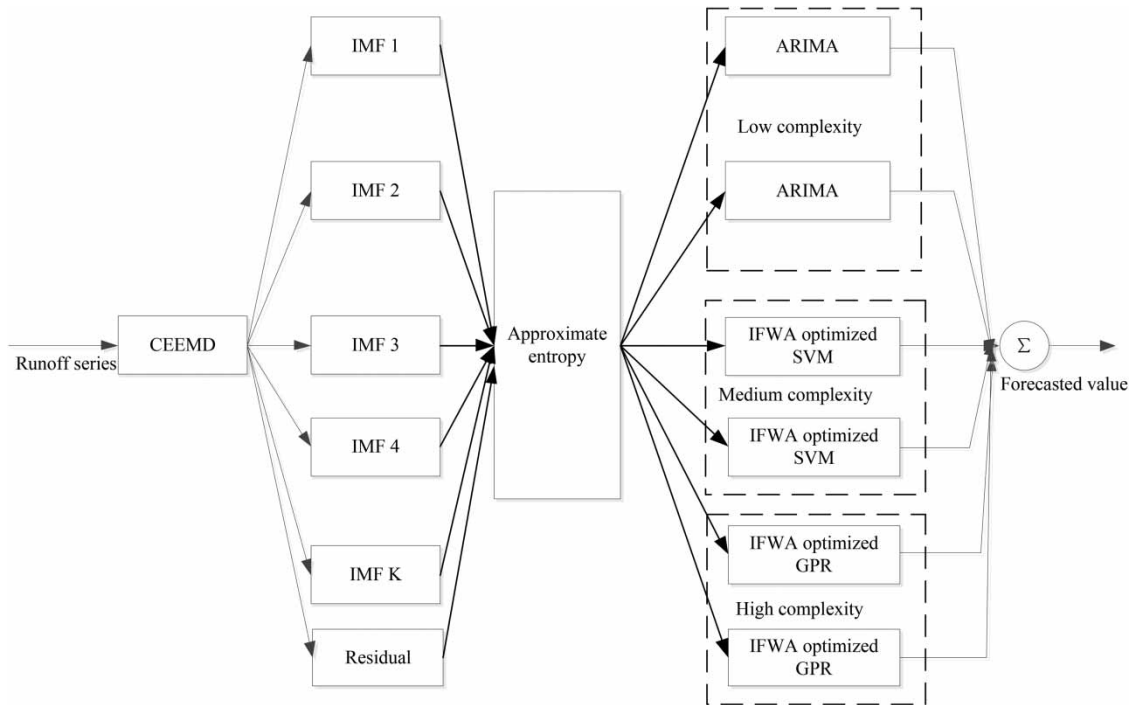 Runoff series
CEEMD
IMF 1
IMF 2
IMF 3
IMF 4
IMF K
Residual
Approximate
entropy
ARIMA
Low complexity
ARIMA
IFWA optimized
SVM
Medium complexity
IFWA optimized
SVM
IFWA optimized
GPR
High complexity
IFWA optimized
GPR
Σ
Forecasted value